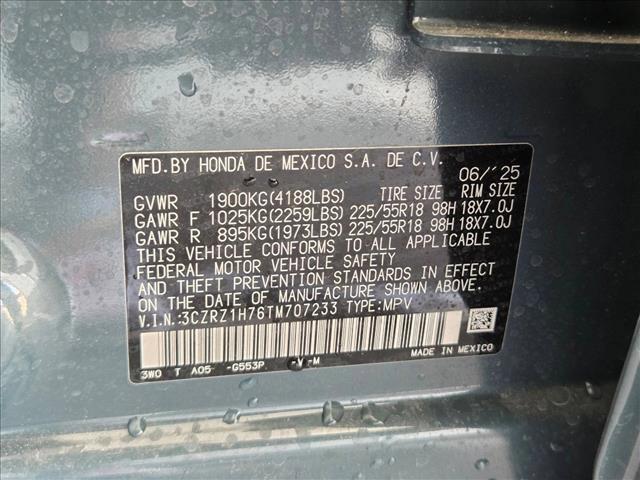 MFD.BY HONDA DE MEXICO S.A. DE C.V. 06/'25
GVWR 1900KG(4188LBS) TIRE SIZE RIM SIZE
GAWR F 1025KG(2259LBS) 225/55R18 98H 18X7.0J
GAWR R 895KG(1973LBS) 225/55R18 98H 18X7.0J
THIS VEHICLE CONFORMS TO ALL APPLICABLE
FEDERAL MOTOR VEHICLE SAFETY
AND THEFT PREVENTION STANDARDS IN EFFECT
ON THE DATE OF MANUFACTURE SHOWN ABOVE.
V.I.N.:3CZRZ1H76TM707233 TYPE:MPV
3W0 T A05- -G553P -V-M MADE IN MEXICO